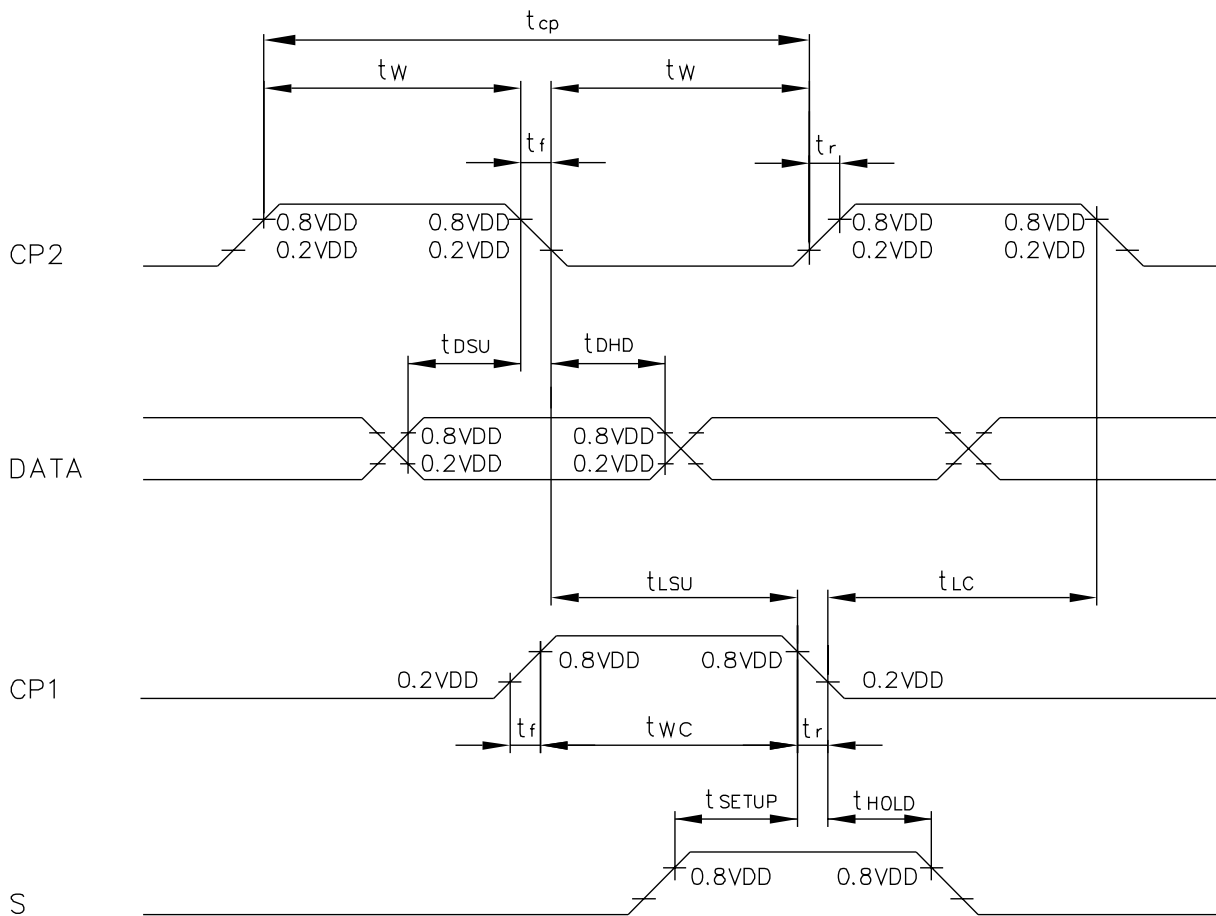 tcp
tW tW
tf tr
0.8VDD 0.8VDD 0.8VDD 0.8VDD
CP2 0.2VDD 0.2VDD 0.2VDD 0.2VDD
tDSU tDHD
0.8VDD 0.8VDD
DATA 0.2VDD 0.2VDD
tLSU tLC
0.8VDD 0.8VDD
CP1 0.2VDD 0.2VDD
tf tWC tr
tSETUP tHOLD
0.8VDD 0.8VDD
S